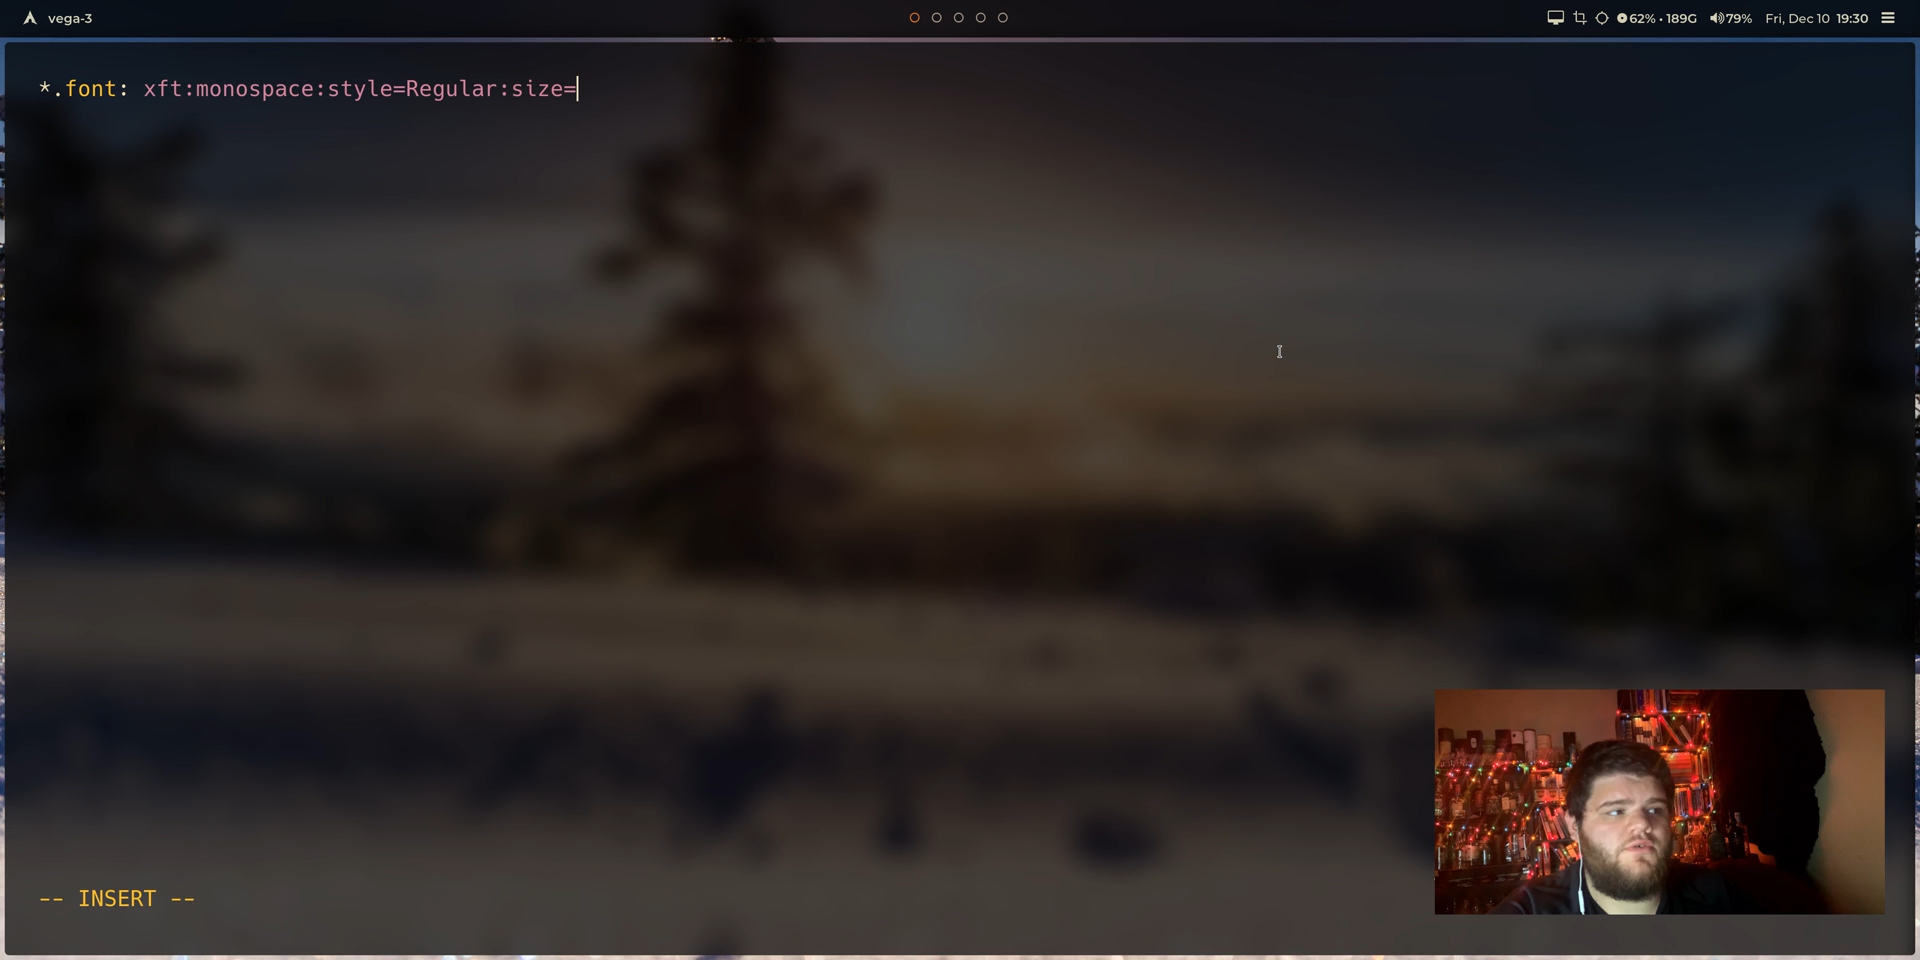 vega-3
62% • 189G
79%
Fri, Dec 10 19:30
*.font: xft:monospace:style=Regular:size=
-- INSERT --